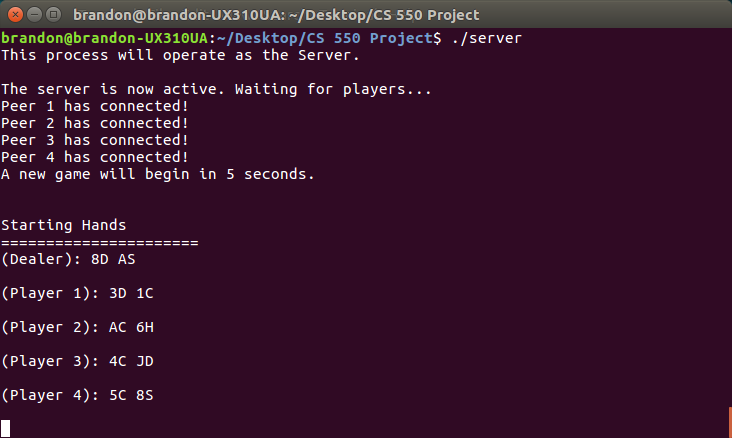 brandon@brandon-UX310UA: ~/Desktop/CS 550 Project
brandon@brandon-UX310UA:~/Desktop/CS 550 Project$ ./server
This process will operate as the Server.
The server is now active. Waiting for players...
Peer 1 has connected!
Peer 2 has connected!
Peer 3 has connected!
Peer 4 has connected!
A new game will begin in 5 seconds.
Starting Hands
======================
(Dealer): 8D AS
(Player 1): 3D 1C
(Player 2): AC 6H
(Player 3): 4C JD
(Player 4): 5C 8S